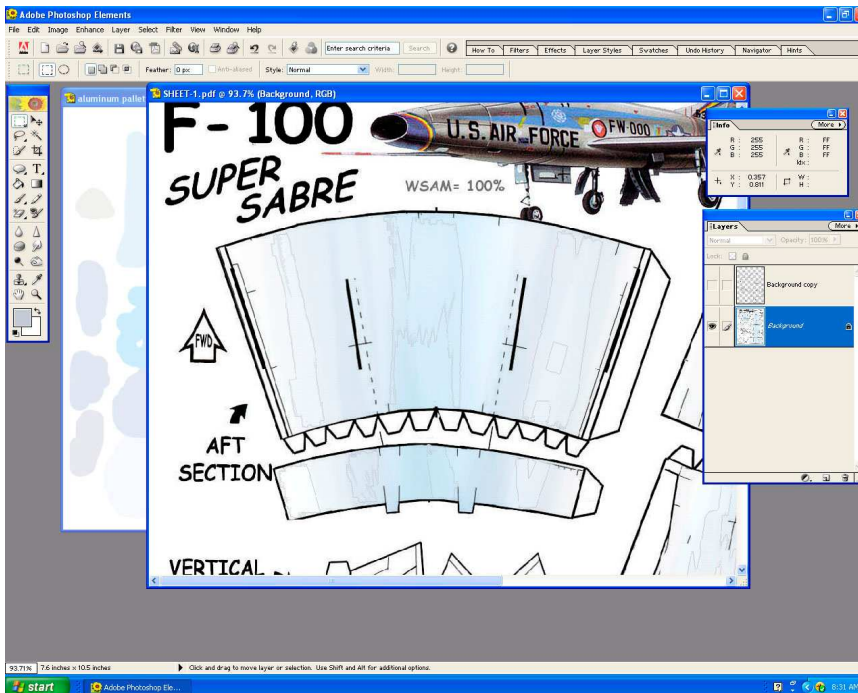 Adobe Photoshop Elements
File Edit Image Enhance Layer Select Filter View Window Help
Enter search criteria Search How To Filters Effects Layer Styles Swatches Undo History Navigator Hints
Feather: 0 px Anti-aliased Style: Normal Width: Height:
aluminum pallet
SHEET-1.pdf @ 93.7% (Background, RGB)
F-100
U.S. AIR FORCE FW-000
SUPER
SABRE
WSAM= 100%
FWD
AFT
SECTION
VERTICAL
Info More
R : 255 R : FF
G : 255 G : FF
B : 255 B : FF
Idx :
X : 0.357 W :
Y : 0.811 H :
Layers More
Normal Opacity: 100%
Lock:
Background copy
Background
93.71% 7.6 inches x 10.5 inches Click and drag to move layer or selection. Use Shift and Alt for additional options.
start Adobe Photoshop Ele... 8:31 AM